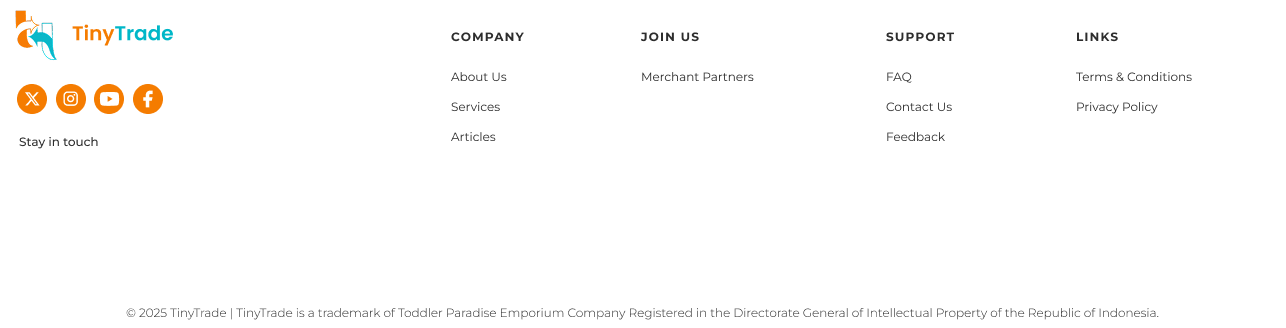 TinyTrade
Stay in touch
COMPANY
About Us
Services
Articles
JOIN US
Merchant Partners
SUPPORT
FAQ
Contact Us
Feedback
LINKS
Terms & Conditions
Privacy Policy
© 2025 TinyTrade | TinyTrade is a trademark of Toddler Paradise Emporium Company Registered in the Directorate General of Intellectual Property of the Republic of Indonesia.